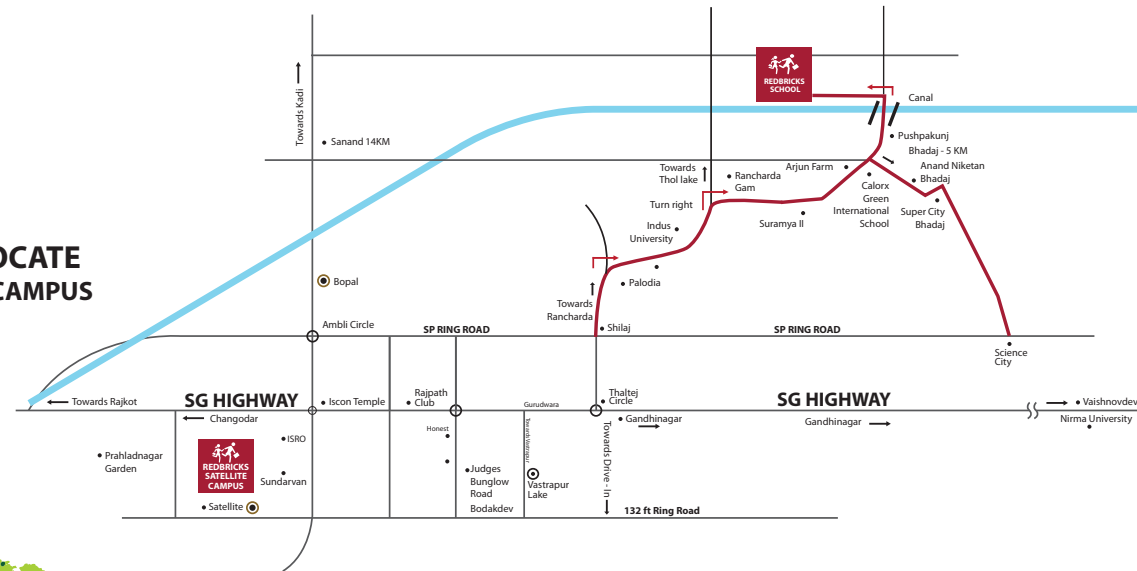 REDBRICKS
SCHOOL
Canal
Towards Kadi
Sanand 14KM
Pushpakunj
Bhadaj - 5 KM
Anand Niketan
Bhadaj
Arjun Farm
Towards
Thol lake
Rancharda
Gam
Calorx
Green
International
School
Turn right
Super City
Bhadaj
Suramya II
Indus
University
OCATE
CAMPUS
Bopal
Palodia
Towards
Rancharda
Ambli Circle
SP RING ROAD
Shilaj
SP RING ROAD
Science
City
Towards Rajkot
SG HIGHWAY
Iscon Temple
Rajpath
Club
Gurudwara
Thaltej
Circle
SG HIGHWAY
Vaishnovdev
Changodar
Gandhinagar
Gandhinagar
Nirma University
Honest
Towards Vastrapur
Towards Drive - In
ISRO
Prahladnagar
Garden
REDBRICKS
SATELLITE
CAMPUS
Sundarvan
Judges
Bunglow
Road
Bodakdev
Vastrapur
Lake
Satellite
132 ft Ring Road